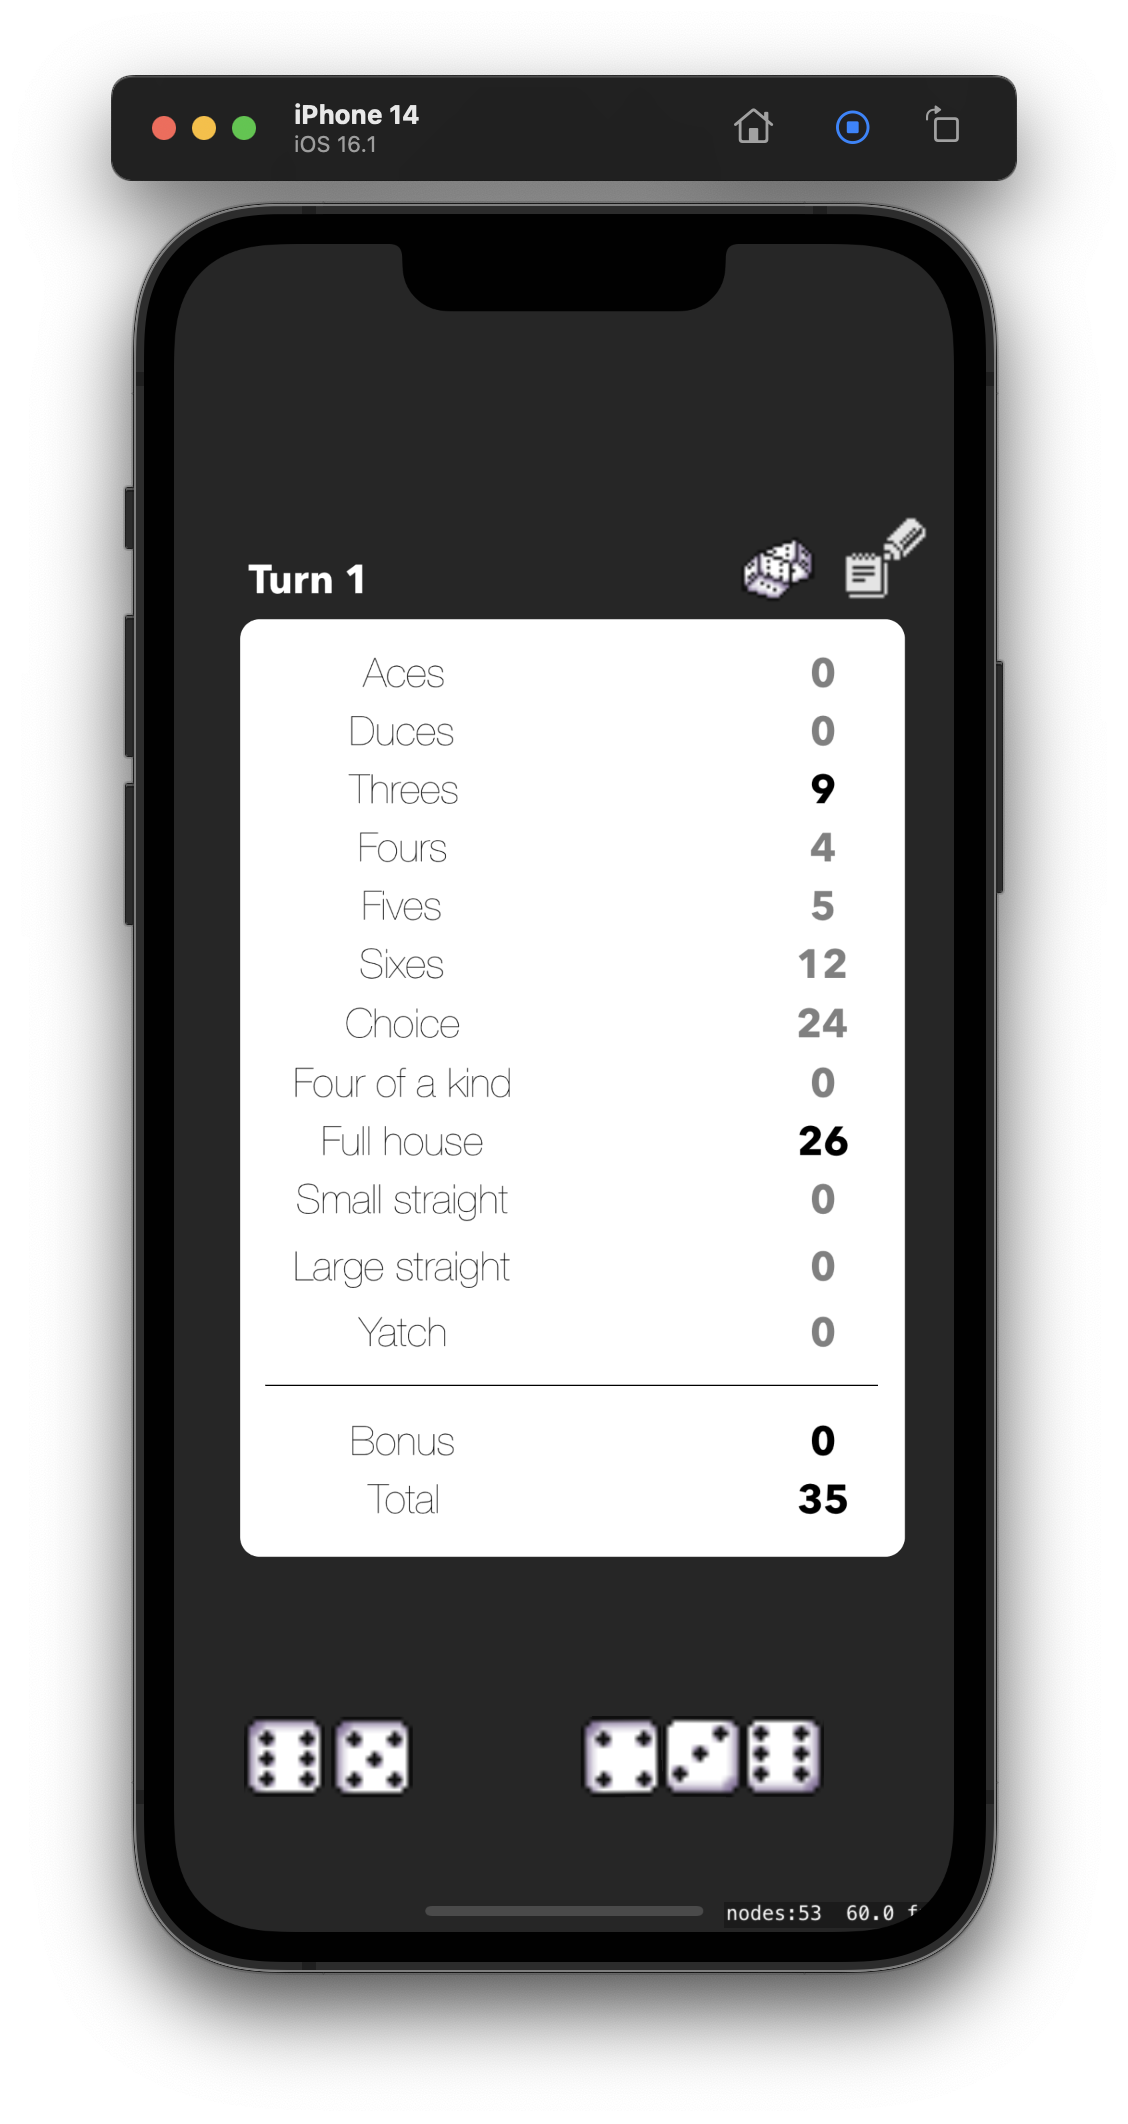 iPhone 14
iOS 16.1
Turn 1
Aces 0
Duces 0
Threes 9
Fours 4
Fives 5
Sixes 12
Choice 24
Four of a kind 0
Full house 26
Small straight 0
Large straight 0
Yatch 0
Bonus 0
Total 35
nodes:53 60.0 f